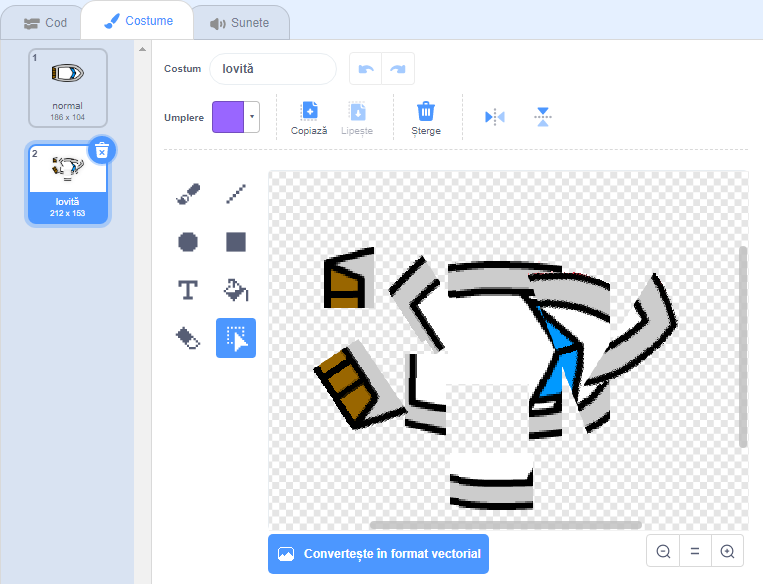 Cod
Costume
Sunete
1
normal
186 x 104
2
lovită
212 x 153
Costum
lovită
Umplere
Copiază
Lipește
Șterge
T
Convertește în format vectorial